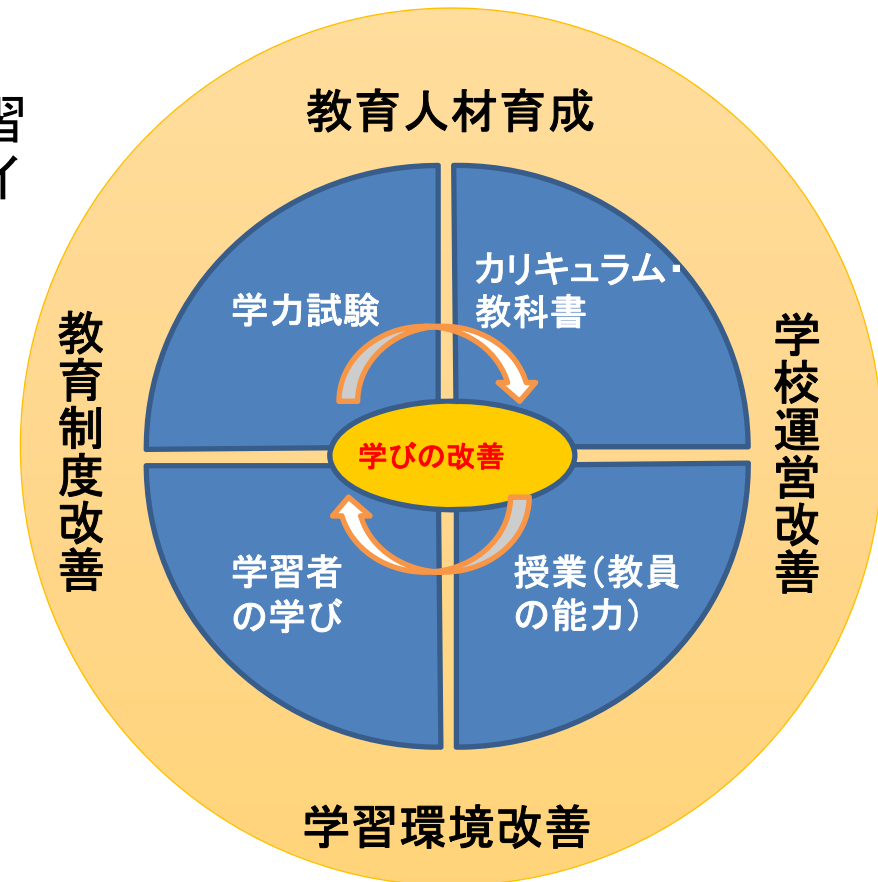 習
イ
教育人材育成
カリキュラム・
教科書
学力試験
教育制度改善
学校運営改善
学びの改善
学習者
の学び
授業(教員
の能力)
学習環境改善